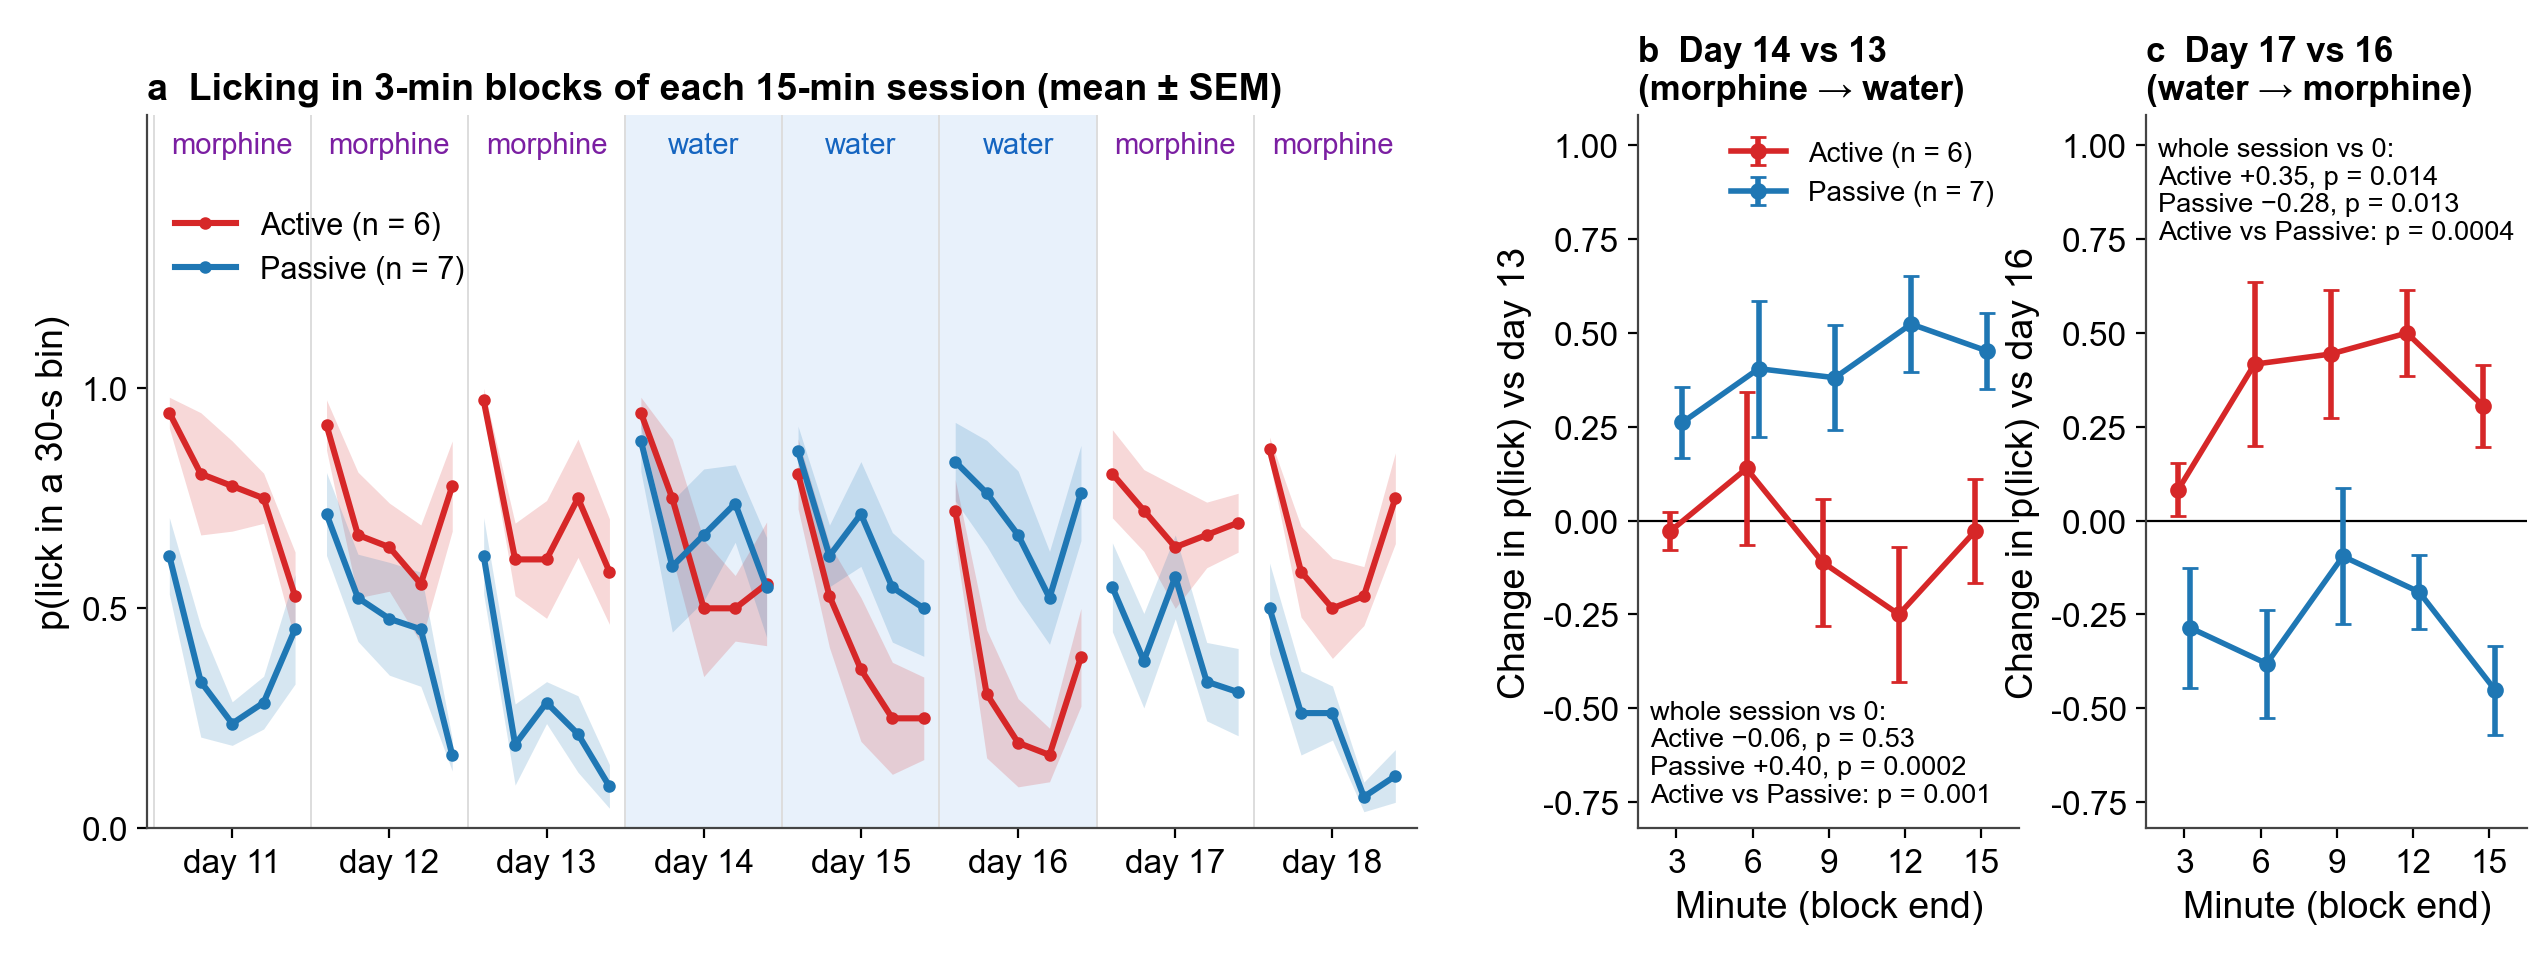 a  Licking in 3-min blocks of each 15-min session (mean ± SEM)
morphine
morphine
morphine
water
water
water
morphine
morphine
Active (n = 6)
Passive (n = 7)
p(lick in a 30-s bin)
1.0
0.5
0.0
day 11
day 12
day 13
day 14
day 15
day 16
day 17
day 18
b  Day 14 vs 13
(morphine → water)
Active (n = 6)
Passive (n = 7)
Change in p(lick) vs day 13
1.00
0.75
0.50
0.25
0.00
-0.25
-0.50
-0.75
whole session vs 0:
Active −0.06, p = 0.53
Passive +0.40, p = 0.0002
Active vs Passive: p = 0.001
3
6
9
12
15
Minute (block end)
c  Day 17 vs 16
(water → morphine)
whole session vs 0:
Active +0.35, p = 0.014
Passive −0.28, p = 0.013
Active vs Passive: p = 0.0004
Change in p(lick) vs day 16
1.00
0.75
0.50
0.25
0.00
-0.25
-0.50
-0.75
3
6
9
12
15
Minute (block end)